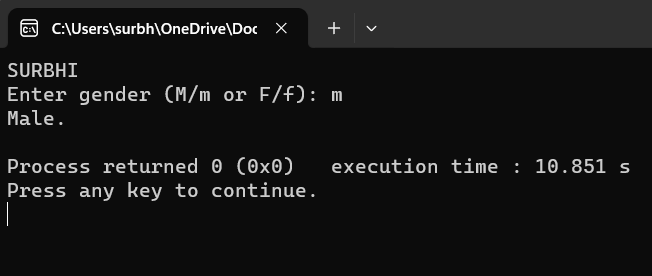 C:\Users\surbh\OneDrive\Doc
SURBHI
Enter gender (M/m or F/f): m
Male.
Process returned 0 (0x0)   execution time : 10.851 s
Press any key to continue.